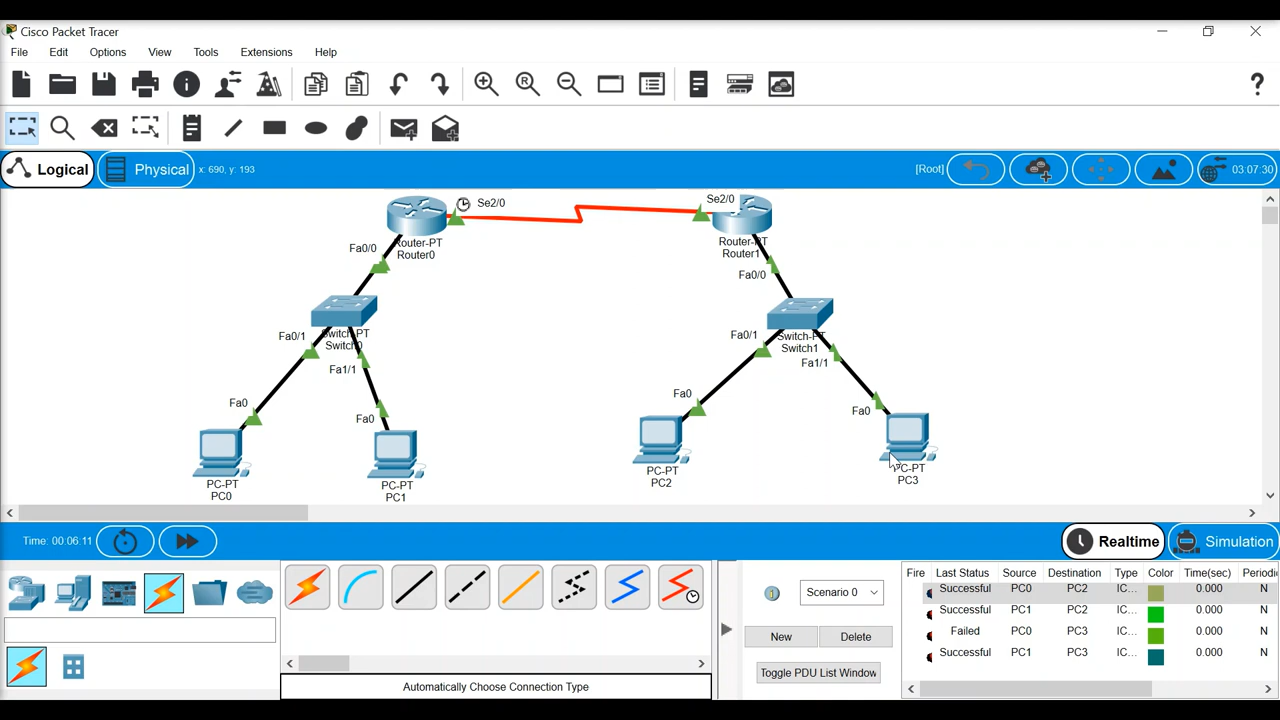 Cisco Packet Tracer
File Edit Options View Tools Extensions Help
?
Logical Physical x: 690, y: 193 [Root] 03:07:30
Se2/0 Se2/0
Router-PT
Router0
Router-PT
Router1
Fa0/0 Fa0/0
Switch-PT
Switch0
Switch-PT
Switch1
Fa0/1 Fa0/1
Fa1/1 Fa1/1
Fa0 Fa0 Fa0 Fa0
PC-PT
PC0
PC-PT
PC1
PC-PT
PC2
PC-PT
PC3
Time: 00:06:11 Realtime Simulation
Scenario 0
New Delete
Toggle PDU List Window
Automatically Choose Connection Type
Fire Last Status Source Destination Type Color Time(sec) Periodi
Successful PC0 PC2 IC... 0.000 N
Successful PC1 PC2 IC... 0.000 N
Failed PC0 PC3 IC... 0.000 N
Successful PC1 PC3 IC... 0.000 N